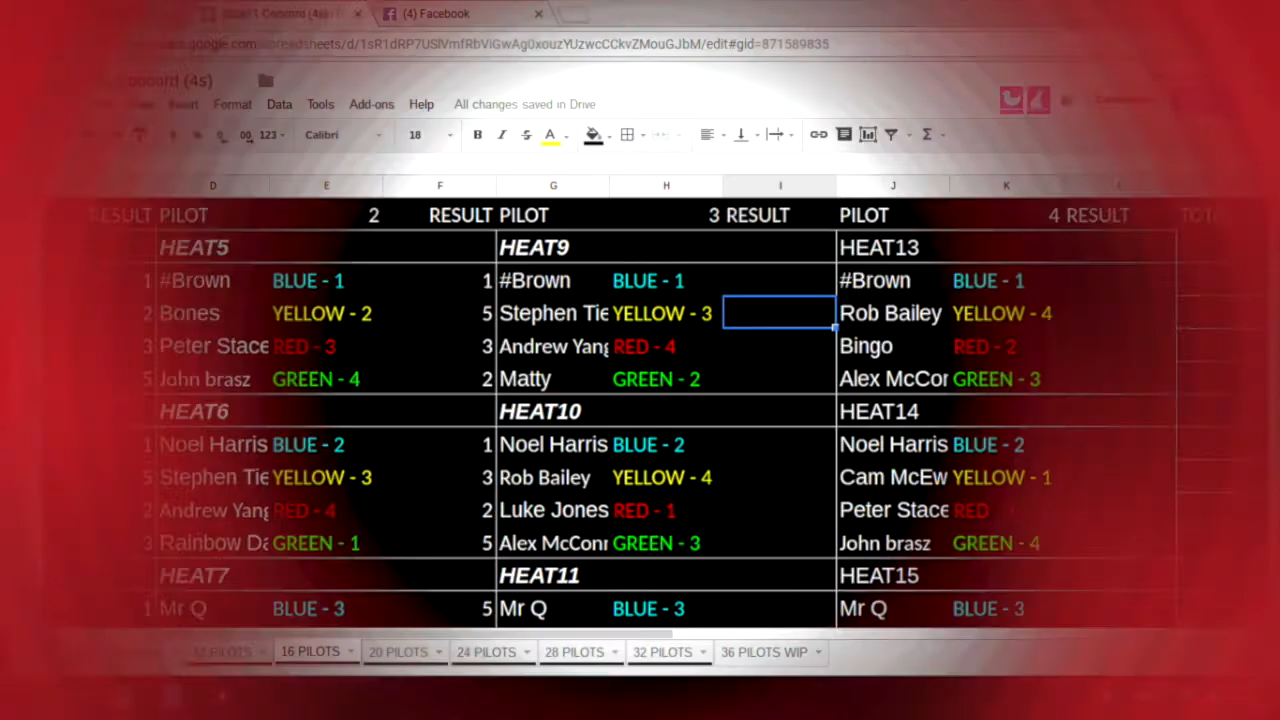 (4) Facebook
google.com
/edit#gid=871589835
(4s)
Insert Format Data Tools Add-ons Help All changes saved in Drive
123 Calibri 18 B I S A Σ
D E F G H I J K
RESULT PILOT 2 RESULT PILOT 3 RESULT PILOT 4 RESULT
HEAT5 HEAT9 HEAT13
1 #Brown BLUE - 1 1 #Brown BLUE - 1 #Brown BLUE - 1
2 Bones YELLOW - 2 5 Stephen Tie YELLOW - 3 Rob Bailey YELLOW - 4
3 Peter Stace RED - 3 3 Andrew Yang RED - 4 Bingo RED - 2
5 John brasz GREEN - 4 2 Matty GREEN - 2 Alex McCor GREEN - 3
HEAT6 HEAT10 HEAT14
1 Noel Harris BLUE - 2 1 Noel Harris BLUE - 2 Noel Harris BLUE - 2
5 Stephen Tie YELLOW - 3 3 Rob Bailey YELLOW - 4 Cam McEw YELLOW - 1
2 Andrew Yang RED - 4 2 Luke Jones RED - 1 Peter Stace RED
3 Rainbow Da GREEN - 1 5 Alex McConr GREEN - 3 John brasz GREEN - 4
HEAT7 HEAT11 HEAT15
1 Mr Q BLUE - 3 5 Mr Q BLUE - 3 Mr Q BLUE - 3
PILOTS 16 PILOTS 20 PILOTS 24 PILOTS 28 PILOTS 32 PILOTS 36 PILOTS WIP